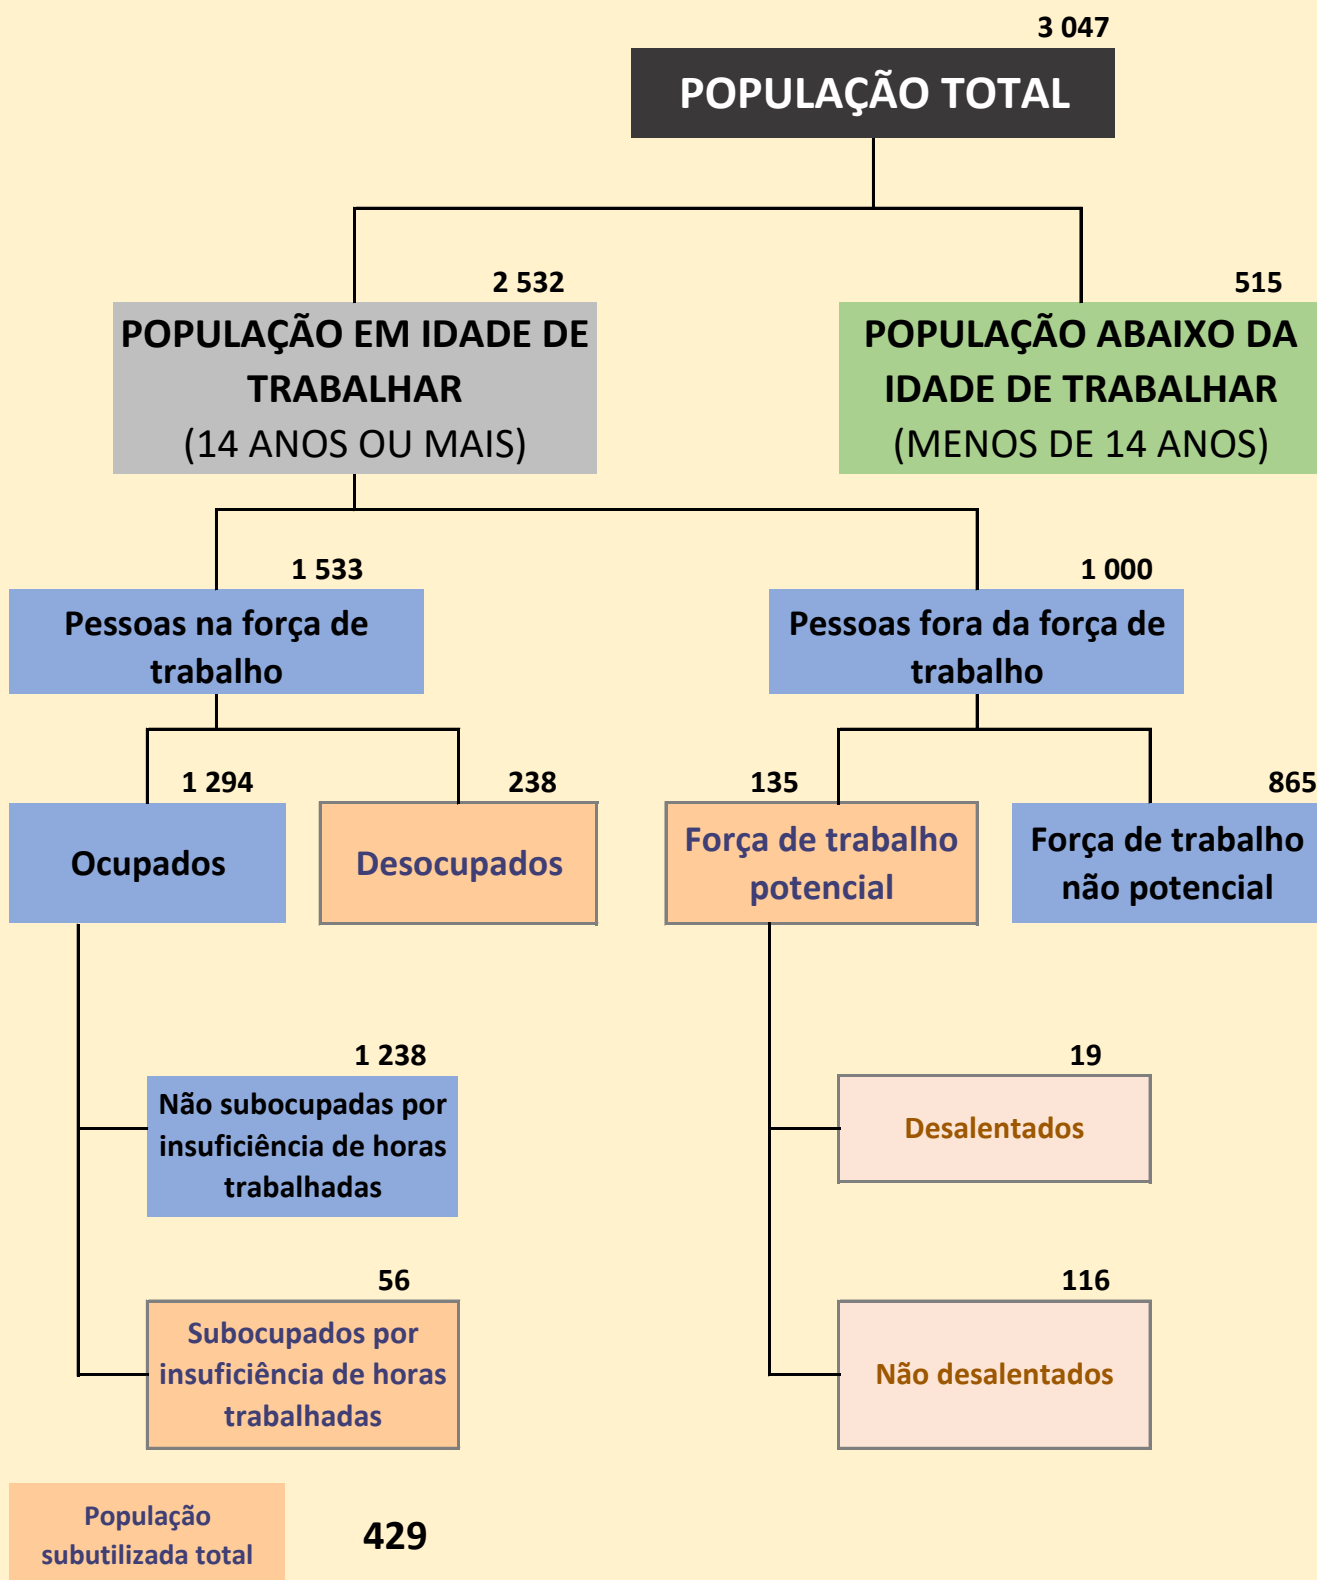 3 047
POPULAÇÃO TOTAL
2 532
POPULAÇÃO EM IDADE DE
TRABALHAR
(14 ANOS OU MAIS)
515
POPULAÇÃO ABAIXO DA
IDADE DE TRABALHAR
(MENOS DE 14 ANOS)
1 533
Pessoas na força de
trabalho
1 000
Pessoas fora da força de
trabalho
1 294
Ocupados
238
Desocupados
135
Força de trabalho
potencial
865
Força de trabalho
não potencial
1 238
Não subocupadas por
insuficiência de horas
trabalhadas
19
Desalentados
56
Subocupados por
insuficiência de horas
trabalhadas
116
Não desalentados
População
subutilizada total
429